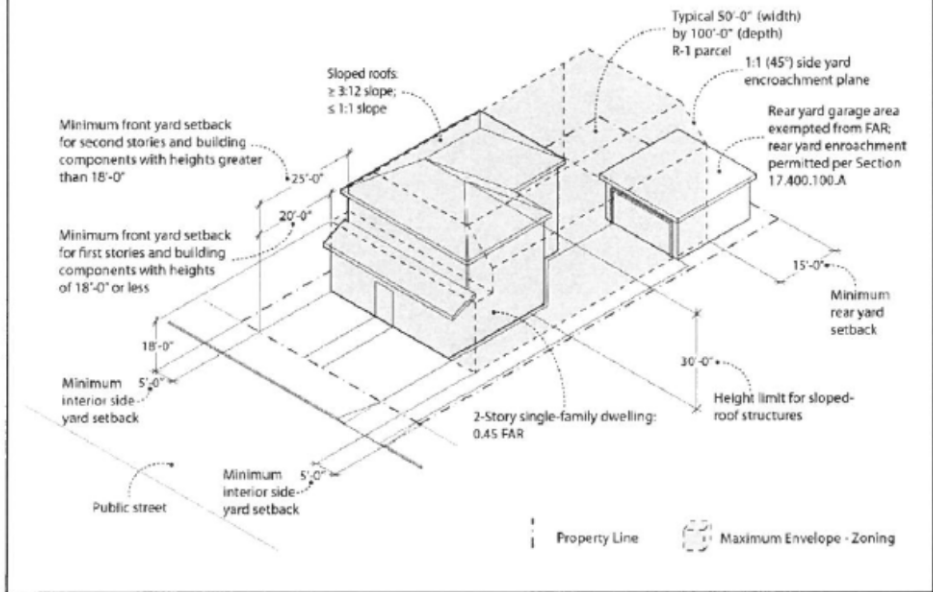 Typical 50'-0" (width)
by 100'-0" (depth)
R-1 parcel
1:1 (45°) side yard
encroachment plane
Sloped roofs:
≥ 3:12 slope;
≤ 1:1 slope
Rear yard garage area
exempted from FAR;
rear yard enroachment
permitted per Section
17.400.100.A
Minimum front yard setback
for second stories and building
components with heights greater
than 18'-0"
25'-0"
20'-0"
Minimum front yard setback
for first stories and building
components with heights
of 18'-0" or less
15'-0"
Minimum
rear yard
setback
18'-0"
30'-0"
5'-0"
Minimum
interior side
yard setback
Height limit for sloped-
roof structures
2-Story single-family dwelling:
0.45 FAR
5'-0"
Minimum
interior side
yard setback
Public street
Property Line
Maximum Envelope - Zoning